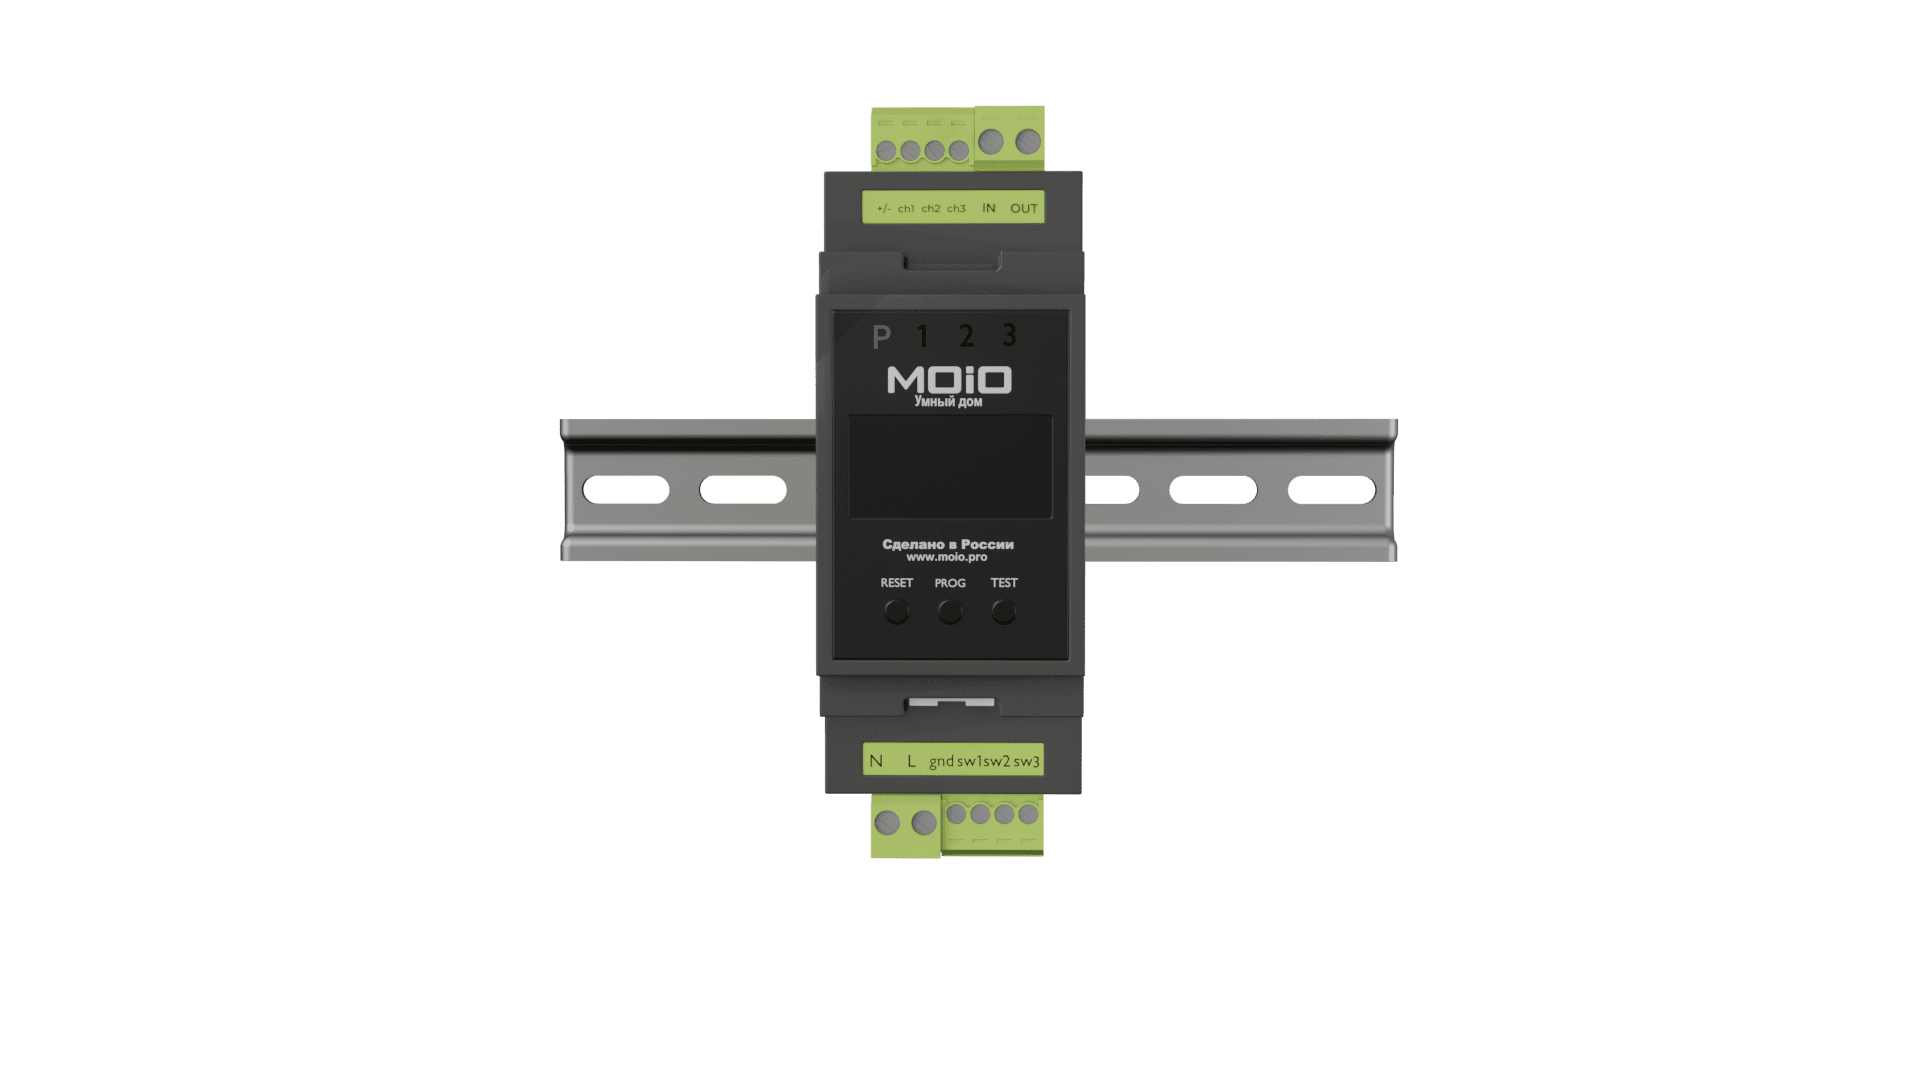 +/- ch1 ch2 ch3 IN OUT
P 1 2 3
MOiO
Умный дом
Сделано в России
www.moio.pro
RESET PROG TEST
N L gnd sw1 sw2 sw3